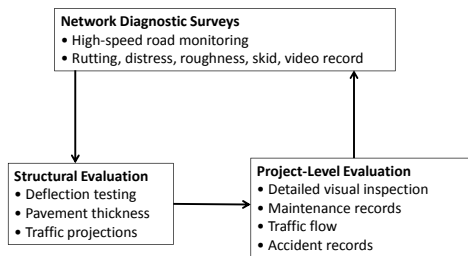 Network Diagnostic Surveys
• High-speed road monitoring
• Rutting, distress, roughness, skid, video record
Structural Evaluation
• Deflection testing
• Pavement thickness
• Traffic projections
Project-Level Evaluation
• Detailed visual inspection
• Maintenance records
• Traffic flow
• Accident records